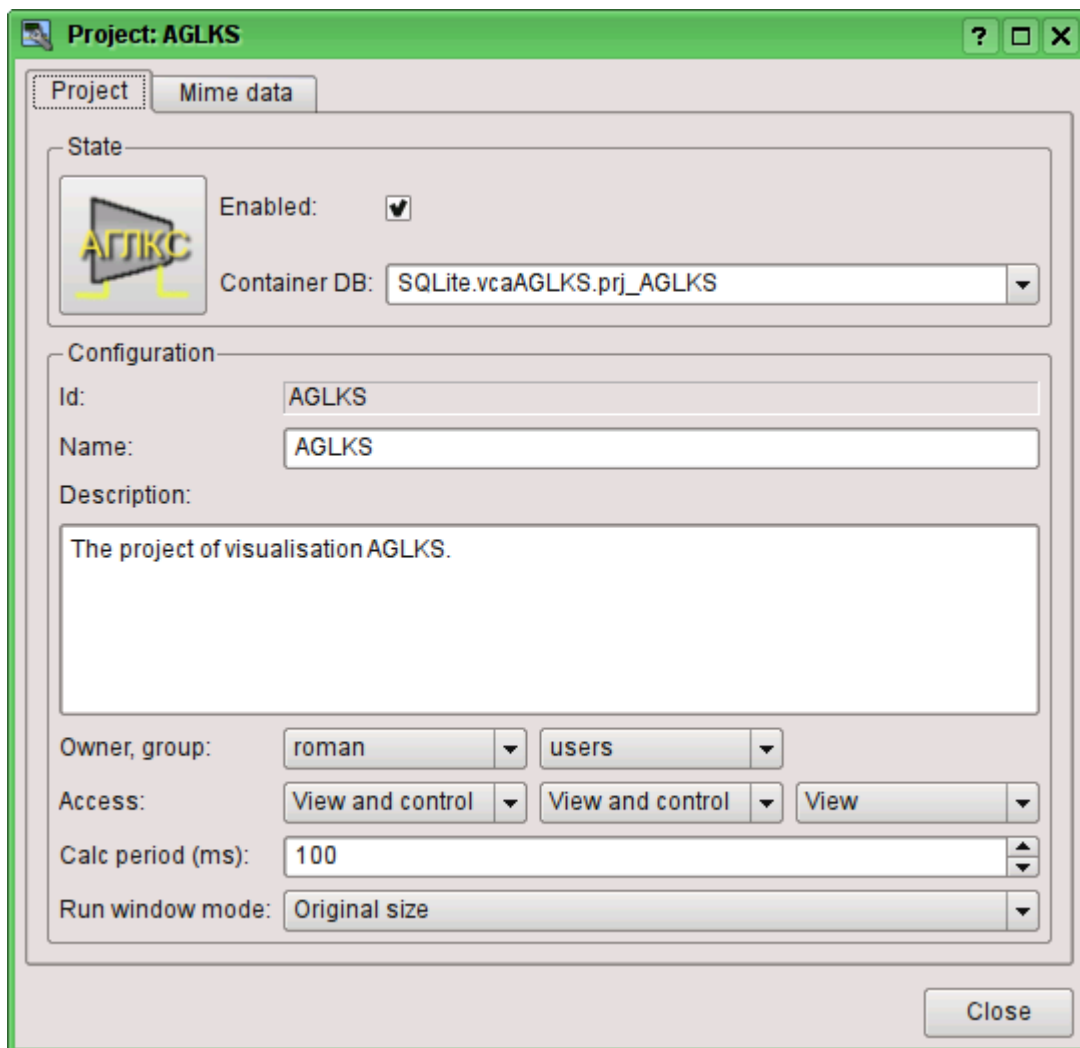 Project: AGLKS
Project Mime data
State
АГЛКС
Enabled:
Container DB: SQLite.vcaAGLKS.prj_AGLKS
Configuration
Id: AGLKS
Name: AGLKS
Description:
The project of visualisation AGLKS.
Owner, group: roman users
Access: View and control View and control View
Calc period (ms): 100
Run window mode: Original size
Close